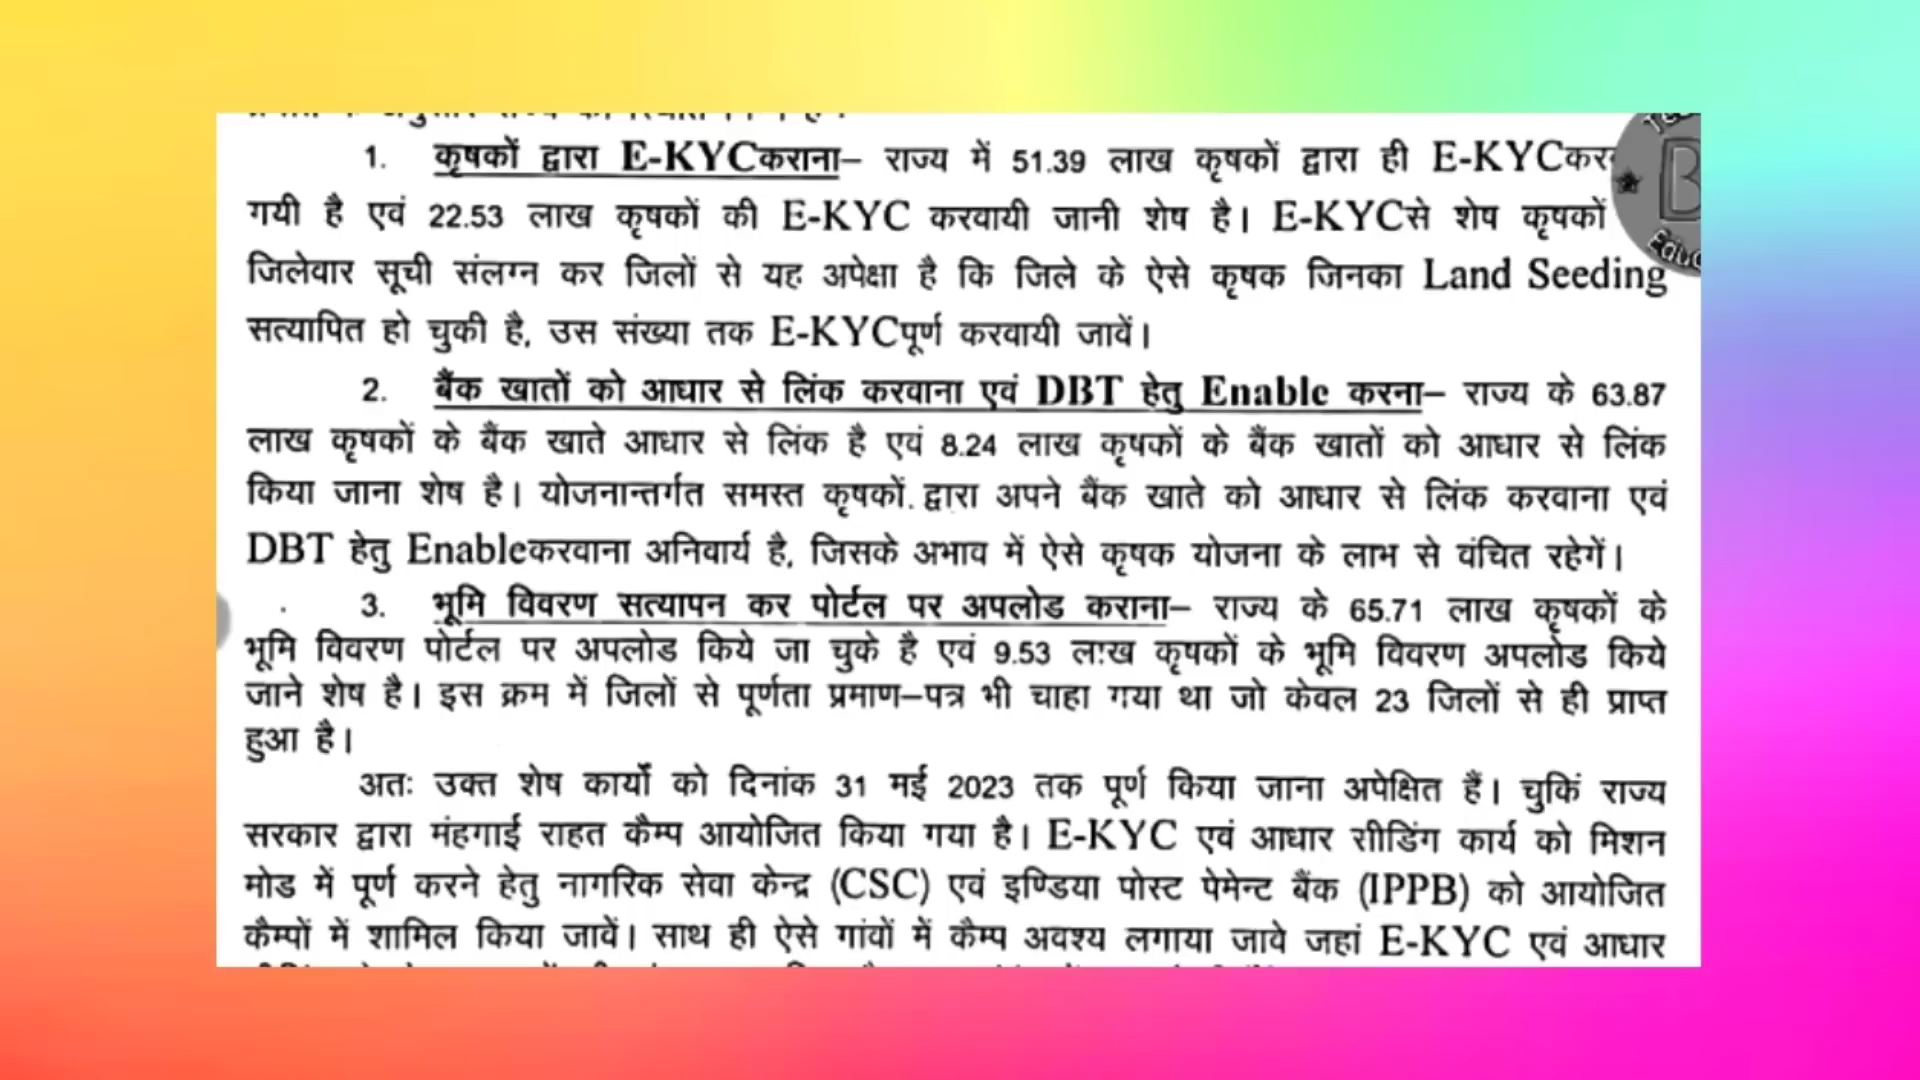 1. कृषकों द्वारा E-KYCकराना– राज्य में 51.39 लाख कृषकों द्वारा ही E-KYCकर
गयी है एवं 22.53 लाख कृषकों की E-KYC करवायी जानी शेष है। E-KYCसे शेष कृषकों
जिलेवार सूची संलग्न कर जिलों से यह अपेक्षा है कि जिले के ऐसे कृषक जिनका Land Seeding
सत्यापित हो चुकी है, उस संख्या तक E-KYCपूर्ण करवायी जावें।
2. बैंक खातों को आधार से लिंक करवाना एवं DBT हेतु Enable करना– राज्य के 63.87
लाख कृषकों के बैंक खाते आधार से लिंक है एवं 8.24 लाख कृषकों के बैंक खातों को आधार से लिंक
किया जाना शेष है। योजनान्तर्गत समस्त कृषकों द्वारा अपने बैंक खाते को आधार से लिंक करवाना एवं
DBT हेतु Enableकरवाना अनिवार्य है, जिसके अभाव में ऐसे कृषक योजना के लाभ से वंचित रहेगें।
3. भूमि विवरण सत्यापन कर पोर्टल पर अपलोड कराना– राज्य के 65.71 लाख कृषकों के
भूमि विवरण पोर्टल पर अपलोड किये जा चुके है एवं 9.53 लाख कृषकों के भूमि विवरण अपलोड किये
जाने शेष है। इस क्रम में जिलों से पूर्णता प्रमाण–पत्र भी चाहा गया था जो केवल 23 जिलों से ही प्राप्त
हुआ है।
अतः उक्त शेष कार्यों को दिनांक 31 मई 2023 तक पूर्ण किया जाना अपेक्षित हैं। चुकिं राज्य
सरकार द्वारा मंहगाई राहत कैम्प आयोजित किया गया है। E-KYC एवं आधार सीडिंग कार्य को मिशन
मोड में पूर्ण करने हेतु नागरिक सेवा केन्द्र (CSC) एवं इण्डिया पोस्ट पेमेन्ट बैंक (IPPB) को आयोजित
कैम्पों में शामिल किया जावें। साथ ही ऐसे गांवों में कैम्प अवश्य लगाया जावे जहां E-KYC एवं आधार